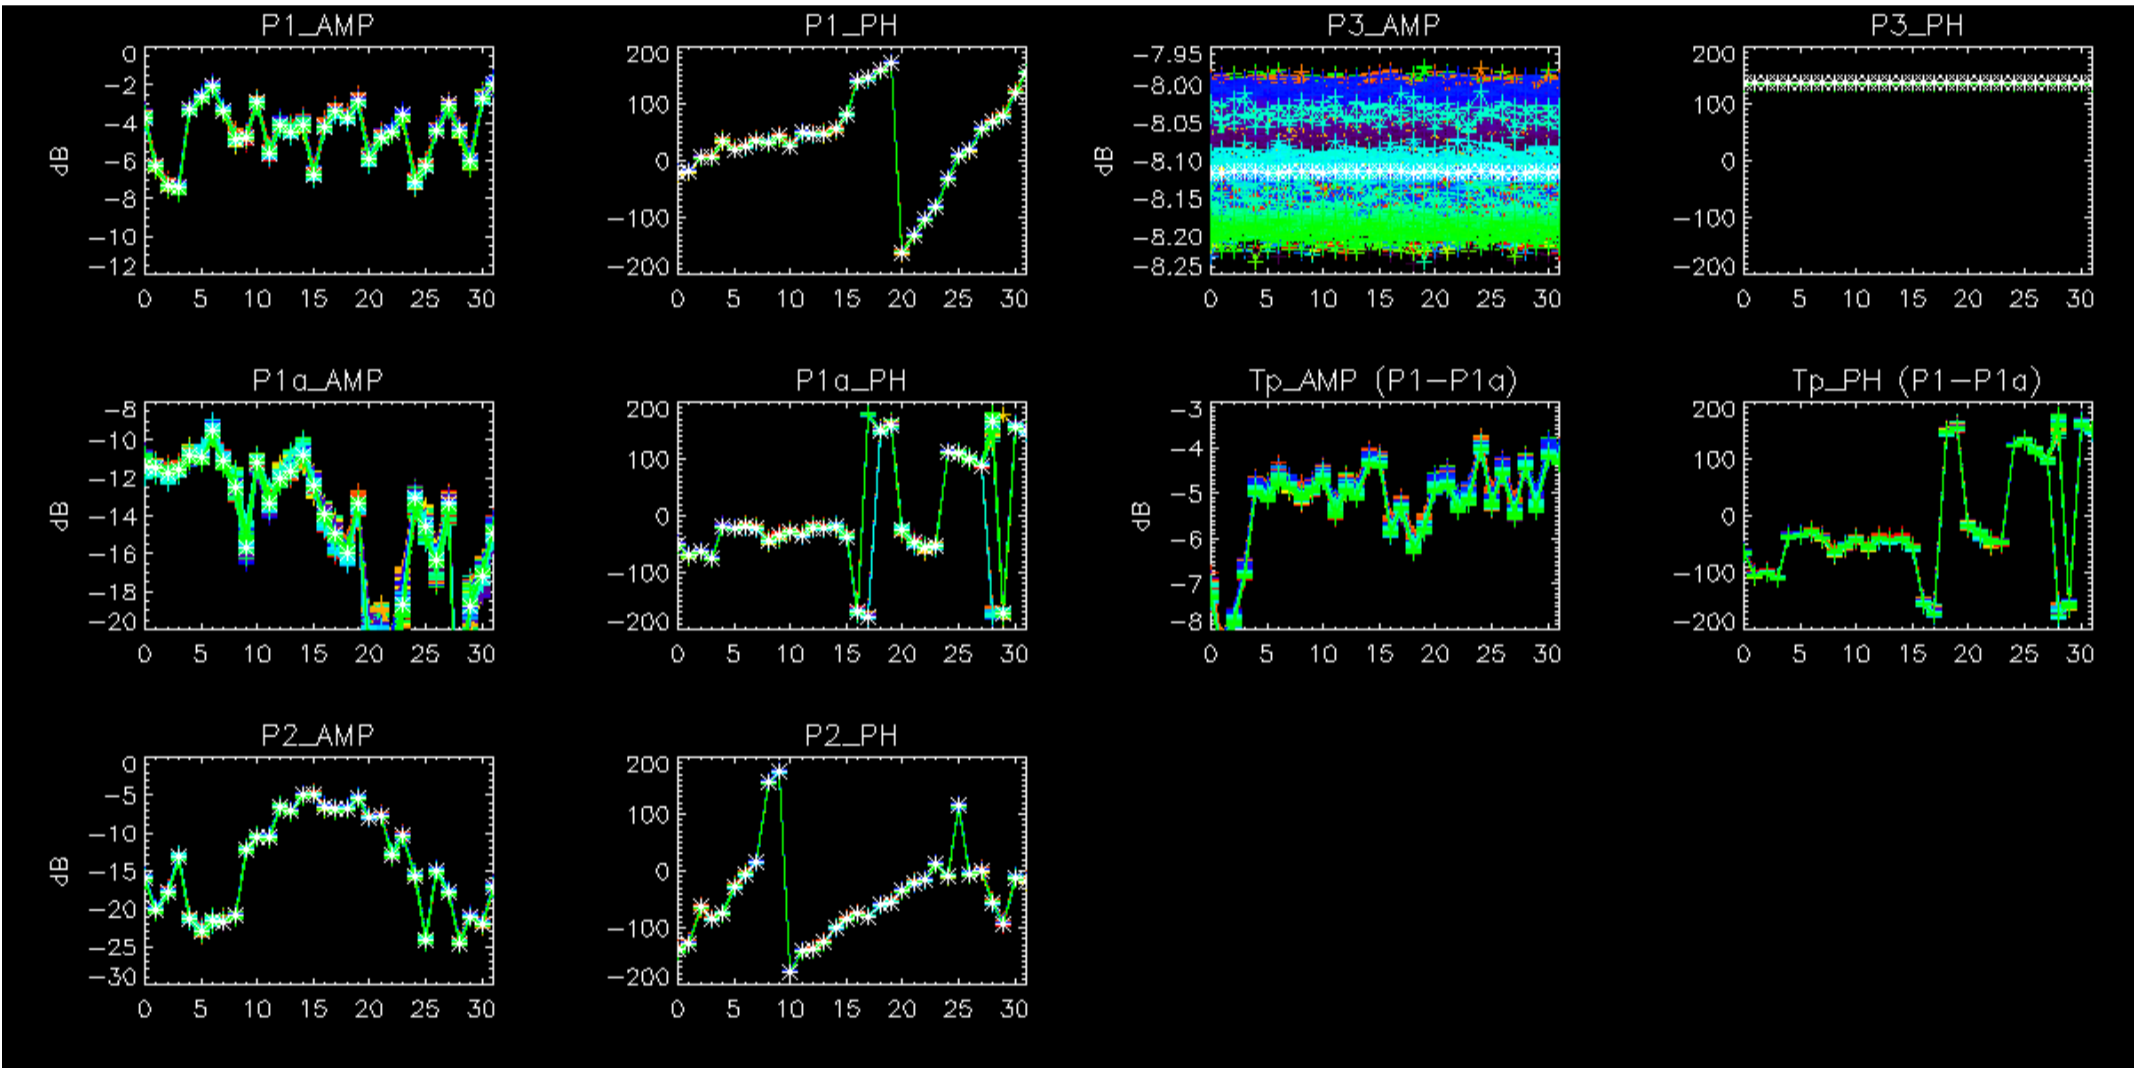 P1_AMP P1_PH P3_AMP P3_PH
0 200 -7.95 200
-2 -8.00
100 100
-4 -8.05
dB -6 0 dB -8.10 0
-8 -8.15
-100 -100
-10 -8.20
-12 -200 -8.25 -200
0 5 10 15 20 25 30 0 5 10 15 20 25 30 0 5 10 15 20 25 30 0 5 10 15 20 25 30
P1a_AMP P1a_PH Tp_AMP (P1-P1a) Tp_PH (P1-P1a)
-8 200 -3 200
-10 -4
100 100
-12
dB -14 0 dB -5 0
-16 -6
-100 -100
-18 -7
-20 -200 -8 -200
0 5 10 15 20 25 30 0 5 10 15 20 25 30 0 5 10 15 20 25 30 0 5 10 15 20 25 30
P2_AMP P2_PH
0 200
-5
100
-10
dB -15 0
-20
-100
-25
-30 -200
0 5 10 15 20 25 30 0 5 10 15 20 25 30